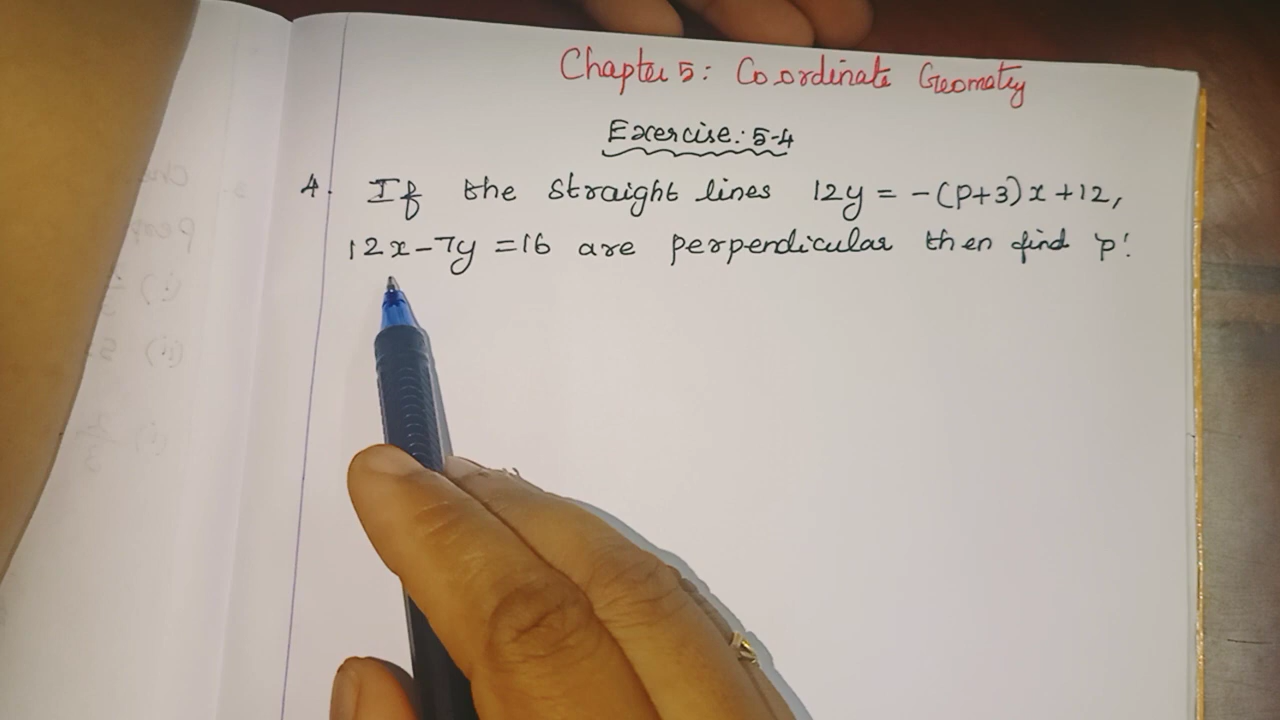 Chapter 5: Coordinate Geometry
Exercise: 5-4
4. If the straight lines 12y = -(p+3)x+12,
12x-7y =16 are perpendicular then find 'p'.